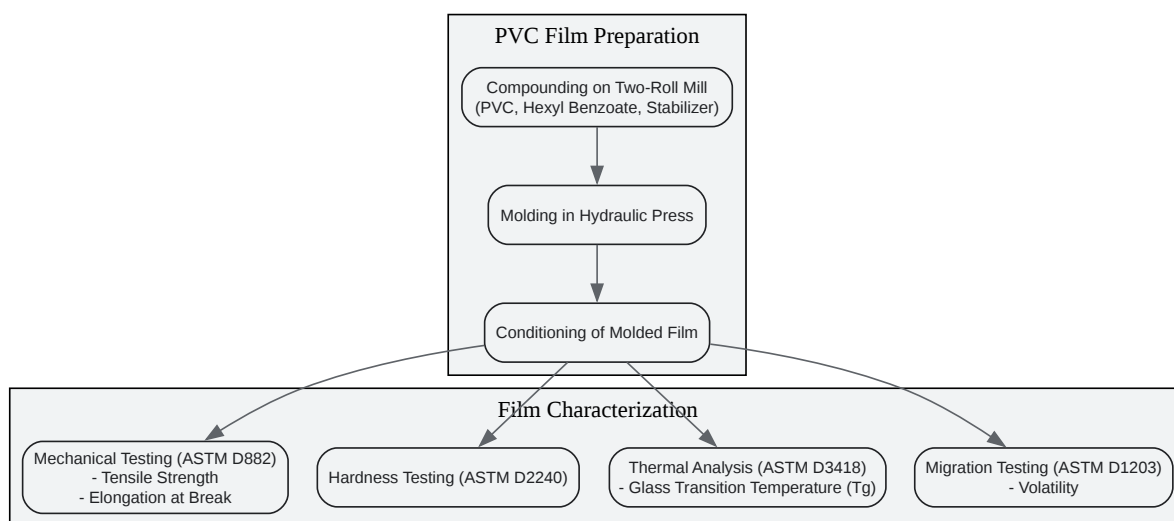 PVC Film Preparation
Compounding on Two-Roll Mill
(PVC, Hexyl Benzoate, Stabilizer)
Molding in Hydraulic Press
Conditioning of Molded Film
Film Characterization
Mechanical Testing (ASTM D882)
- Tensile Strength
- Elongation at Break
Hardness Testing (ASTM D2240)
Thermal Analysis (ASTM D3418)
- Glass Transition Temperature (Tg)
Migration Testing (ASTM D1203)
- Volatility